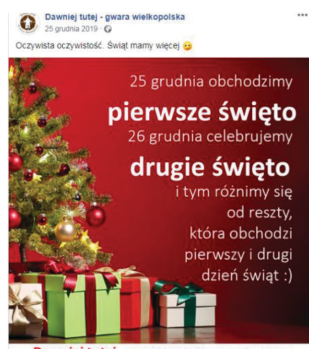 Dawniej tutej - gwara wielkopolska
25 grudnia 2019
Oczywista oczywistość. Świąt mamy więcej
25 grudnia obchodzimy
pierwsze święto
26 grudnia celebrujemy
drugie święto
i tym różnimy się
od reszty,
która obchodzi
pierwszy i drugi
dzień świąt :)